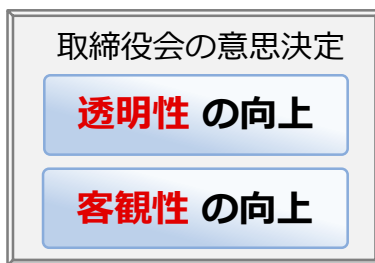 取締役会の意思決定
透明性 の向上
客観性 の向上